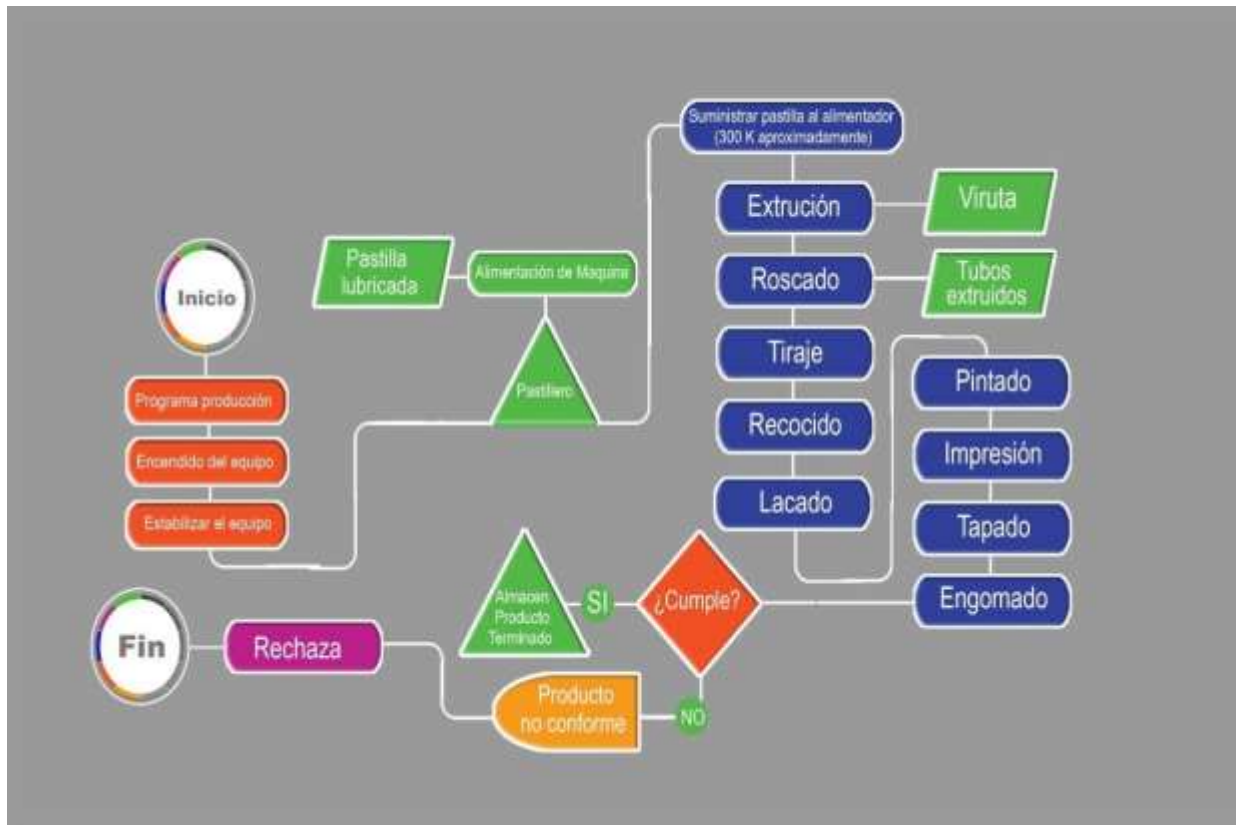 Inicio
Programa producción
Encendido del equipo
Estabilizar el equipo
Pastilla
lubricada
Alimentación de Maquina
Pastillero
Suministrar pastilla al alimentador
(300 K aproximadamente)
Extrución
Viruta
Roscado
Tubos
extruidos
Tiraje
Recocido
Lacado
Pintado
Impresión
Tapado
Engomado
¿Cumple?
SI
Almacen
Producto
Terminado
NO
Producto
no conforme
Rechaza
Fin